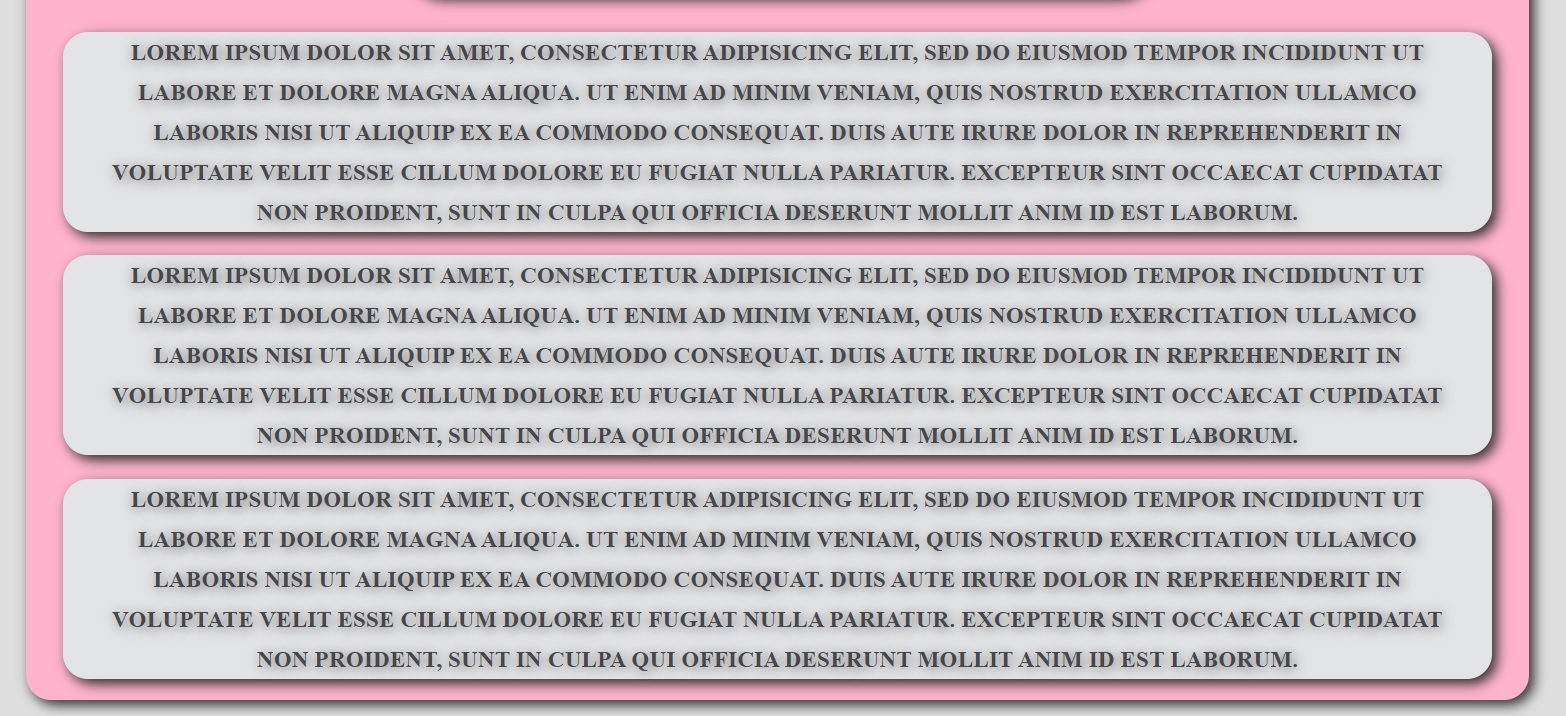 LOREM IPSUM DOLOR SIT AMET, CONSECTETUR ADIPISICING ELIT, SED DO EIUSMOD TEMPOR INCIDIDUNT UT
LABORE ET DOLORE MAGNA ALIQUA. UT ENIM AD MINIM VENIAM, QUIS NOSTRUD EXERCITATION ULLAMCO
LABORIS NISI UT ALIQUIP EX EA COMMODO CONSEQUAT. DUIS AUTE IRURE DOLOR IN REPREHENDERIT IN
VOLUPTATE VELIT ESSE CILLUM DOLORE EU FUGIAT NULLA PARIATUR. EXCEPTEUR SINT OCCAECAT CUPIDATAT
NON PROIDENT, SUNT IN CULPA QUI OFFICIA DESERUNT MOLLIT ANIM ID EST LABORUM.
LOREM IPSUM DOLOR SIT AMET, CONSECTETUR ADIPISICING ELIT, SED DO EIUSMOD TEMPOR INCIDIDUNT UT
LABORE ET DOLORE MAGNA ALIQUA. UT ENIM AD MINIM VENIAM, QUIS NOSTRUD EXERCITATION ULLAMCO
LABORIS NISI UT ALIQUIP EX EA COMMODO CONSEQUAT. DUIS AUTE IRURE DOLOR IN REPREHENDERIT IN
VOLUPTATE VELIT ESSE CILLUM DOLORE EU FUGIAT NULLA PARIATUR. EXCEPTEUR SINT OCCAECAT CUPIDATAT
NON PROIDENT, SUNT IN CULPA QUI OFFICIA DESERUNT MOLLIT ANIM ID EST LABORUM.
LOREM IPSUM DOLOR SIT AMET, CONSECTETUR ADIPISICING ELIT, SED DO EIUSMOD TEMPOR INCIDIDUNT UT
LABORE ET DOLORE MAGNA ALIQUA. UT ENIM AD MINIM VENIAM, QUIS NOSTRUD EXERCITATION ULLAMCO
LABORIS NISI UT ALIQUIP EX EA COMMODO CONSEQUAT. DUIS AUTE IRURE DOLOR IN REPREHENDERIT IN
VOLUPTATE VELIT ESSE CILLUM DOLORE EU FUGIAT NULLA PARIATUR. EXCEPTEUR SINT OCCAECAT CUPIDATAT
NON PROIDENT, SUNT IN CULPA QUI OFFICIA DESERUNT MOLLIT ANIM ID EST LABORUM.